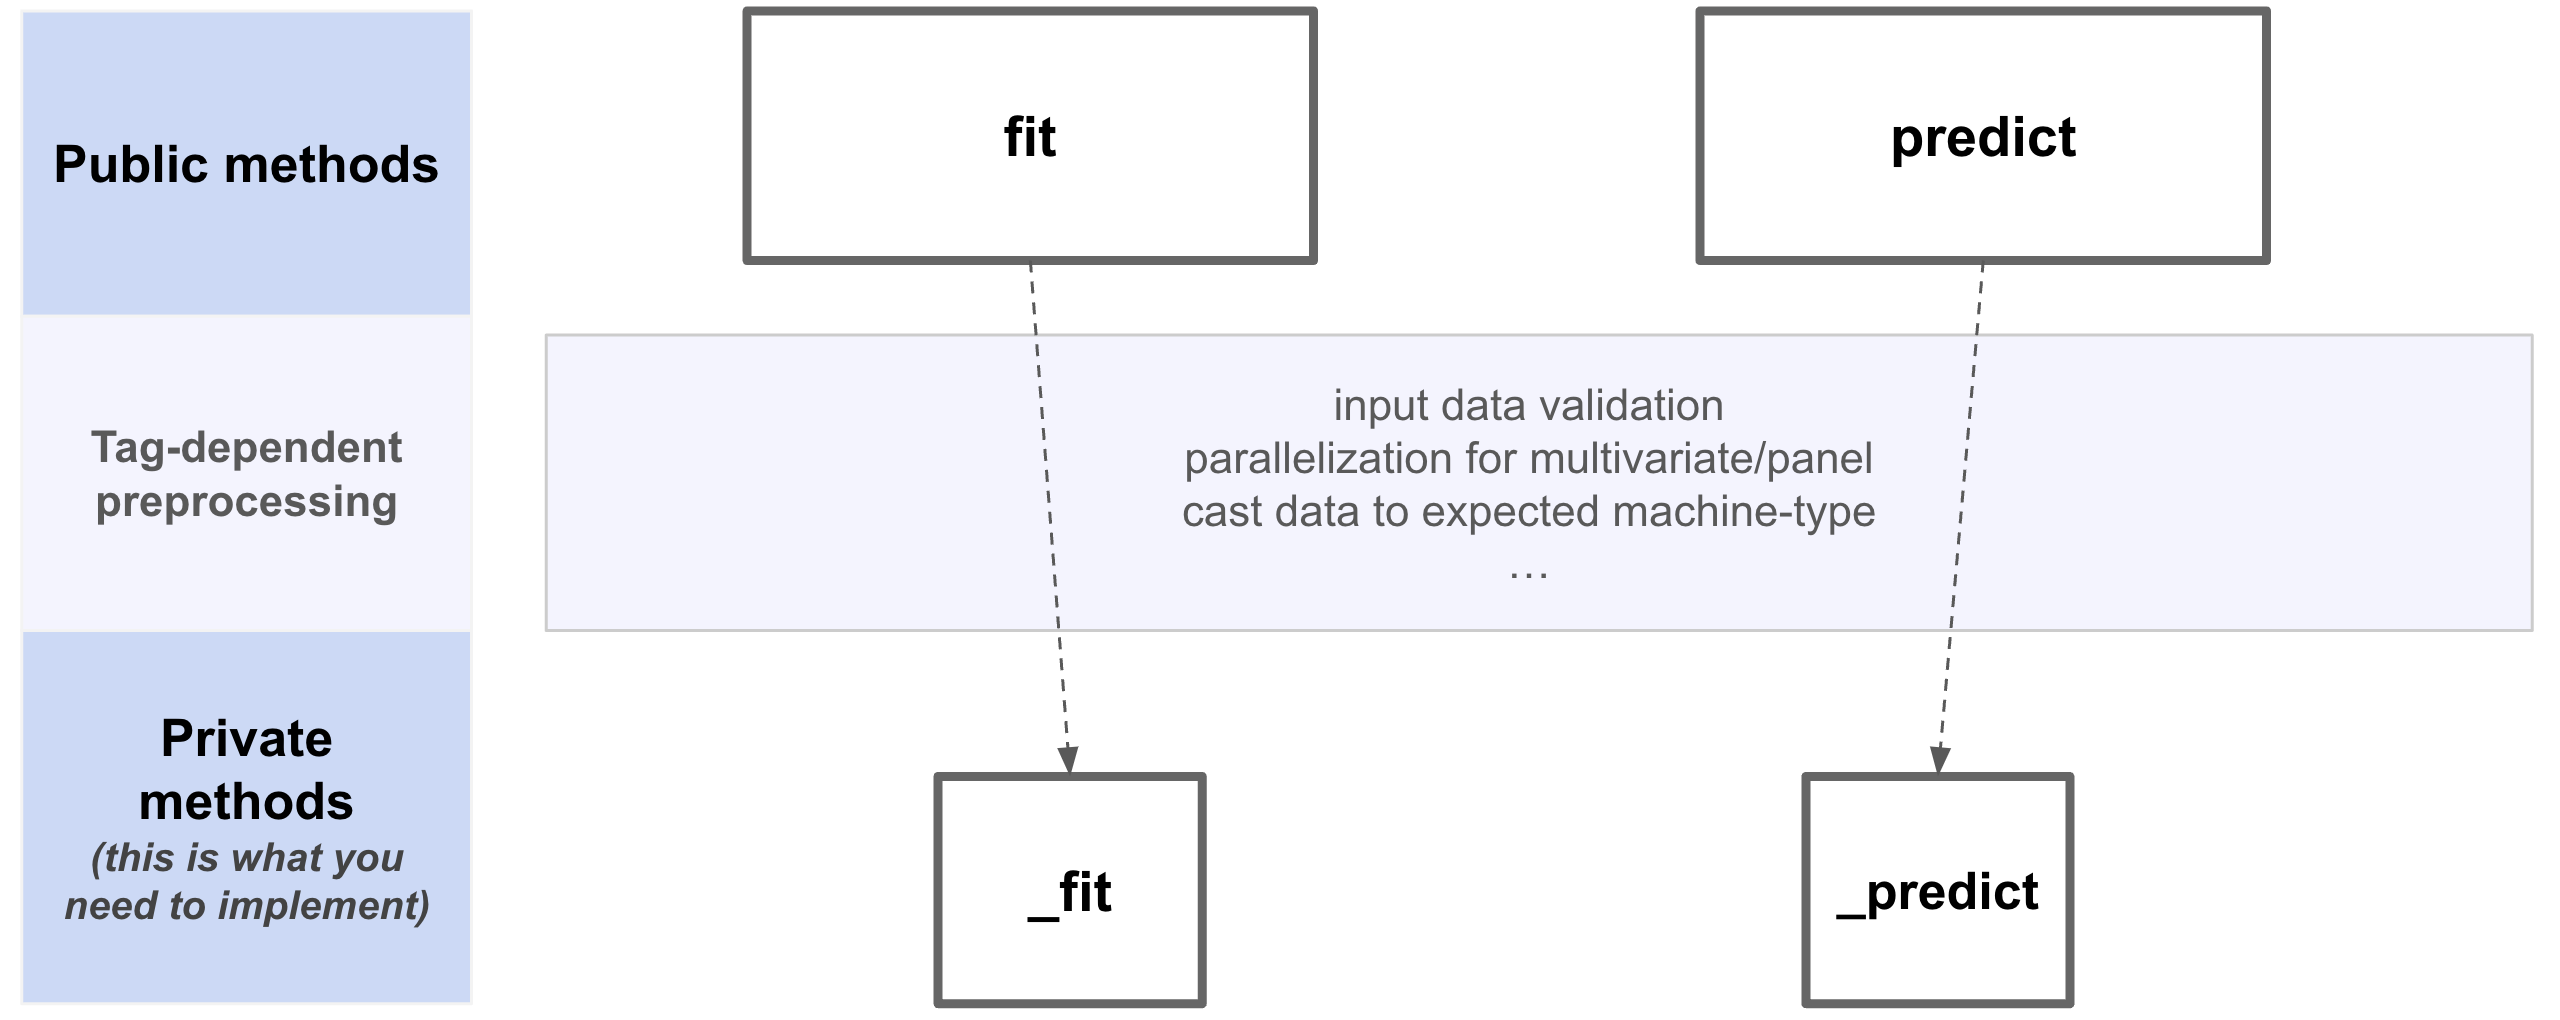 Public methods
fit
predict
Tag-dependent
preprocessing
input data validation
parallelization for multivariate/panel
cast data to expected machine-type
…
Private
methods
(this is what you
need to implement)
_fit
_predict